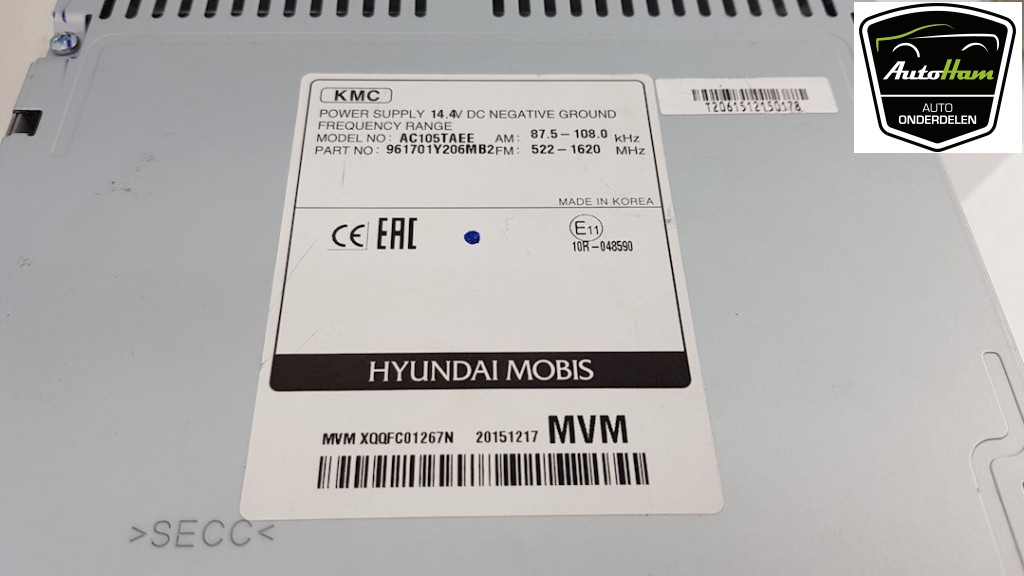 KMC
POWER SUPPLY 14.4V DC NEGATIVE GROUND
FREQUENCY RANGE
MODEL NO: AC105TAEE AM: 87.5-108.0 kHz
PART NO: 961701Y206MB2 FM: 522-1620 MHz
MADE IN KOREA
CE EAC
E11
10R-048590
HYUNDAI MOBIS
MVM XQQFC01267N 20151217 MVM
>SECC<
T2061512150178
AutoHam
AUTO
ONDERDELEN